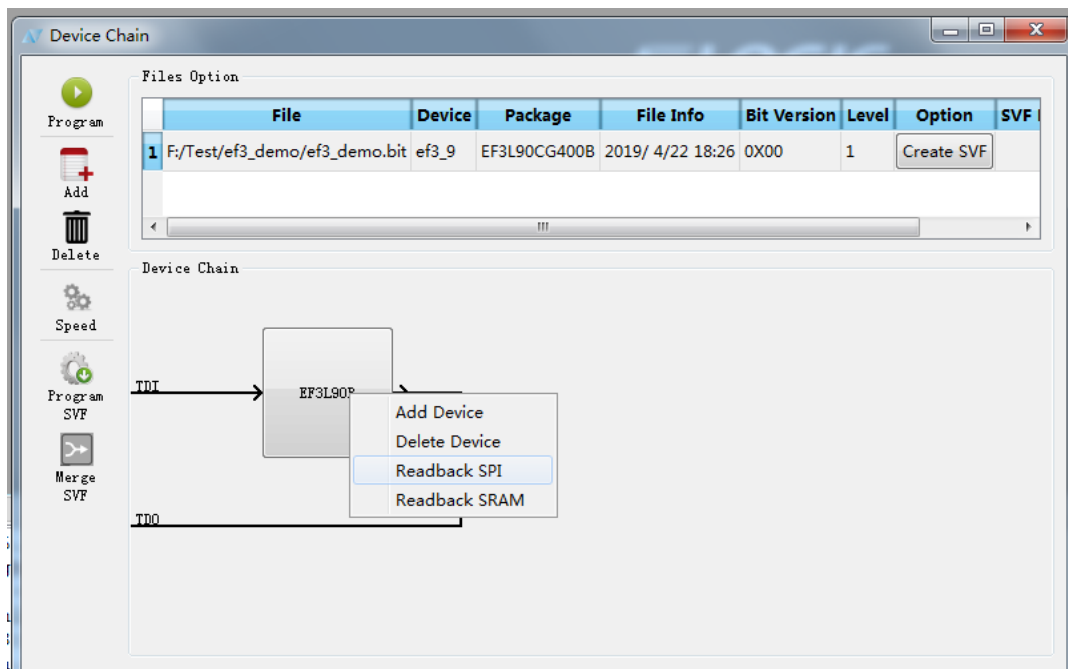 Device Chain
Files Option
File Device Package File Info Bit Version Level Option SVF
1 F:/Test/ef3_demo/ef3_demo.bit ef3_9 EF3L90CG400B 2019/ 4/22 18:26 0X00 1 Create SVF
Program
Add
Delete
Speed
Program
SVF
Merge
SVF
Device Chain
TDI
Add Device
Delete Device
Readback SPI
Readback SRAM
TDO